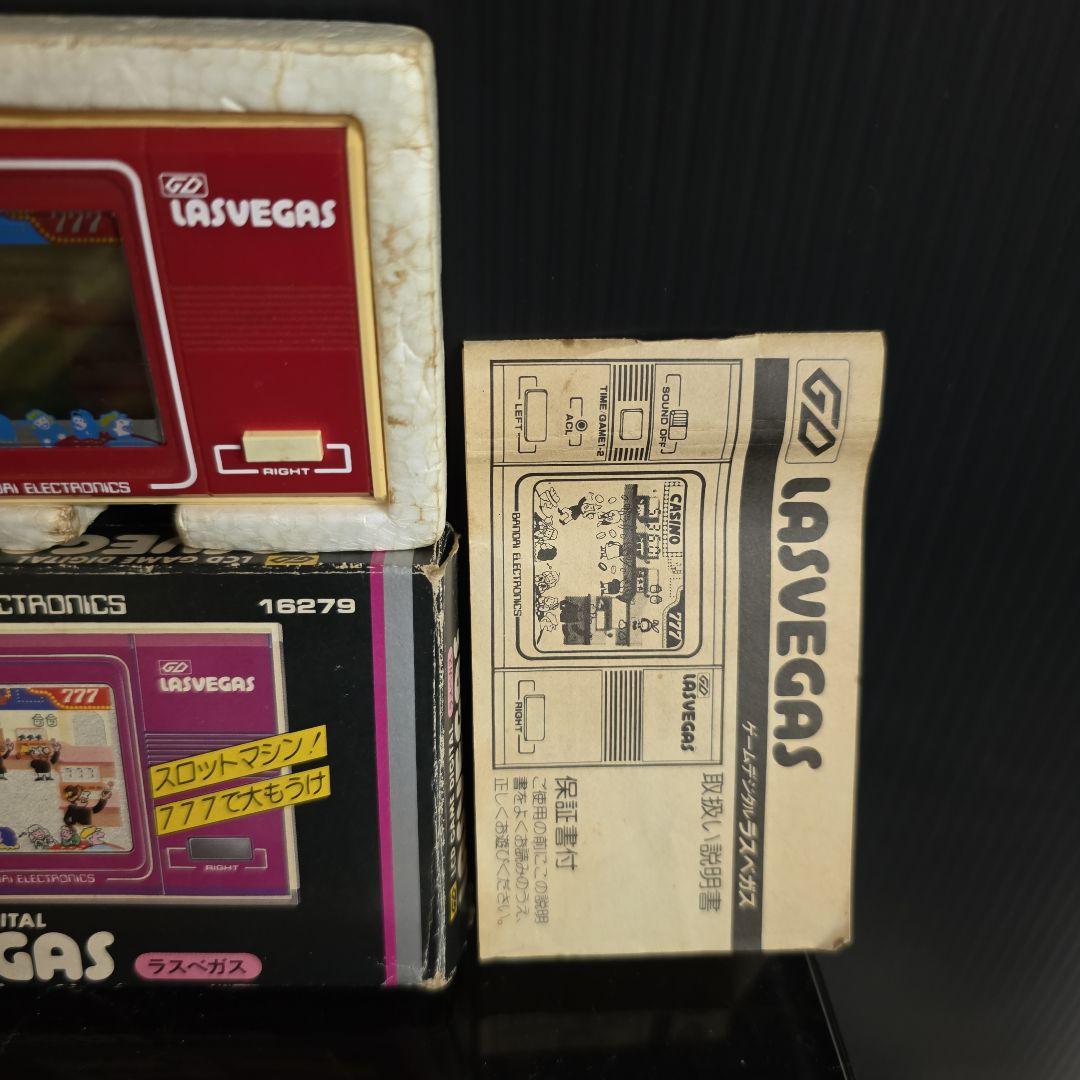 777
GD
LASVEGAS
RIGHT
DAI ELECTRONICS
LCD GAME DIGITAL
CTRONICS
16279
777
GD
LASVEGAS
スロットマシン!
777で大もうけ
RIGHT
DAI ELECTRONICS
ITAL
GAS
ラスベガス
GD LASVEGAS
ゲームデジタル ラスベガス
取扱い説明書
SOUND OFF
TIME/GAME1·2
ACL
LEFT
CASINO
777
BANDAI ELECTRONICS
GD
LASVEGAS
RIGHT
保証書付
ご使用の前にこの説明
書をよくお読みのうえ、
正しくお遊びください。